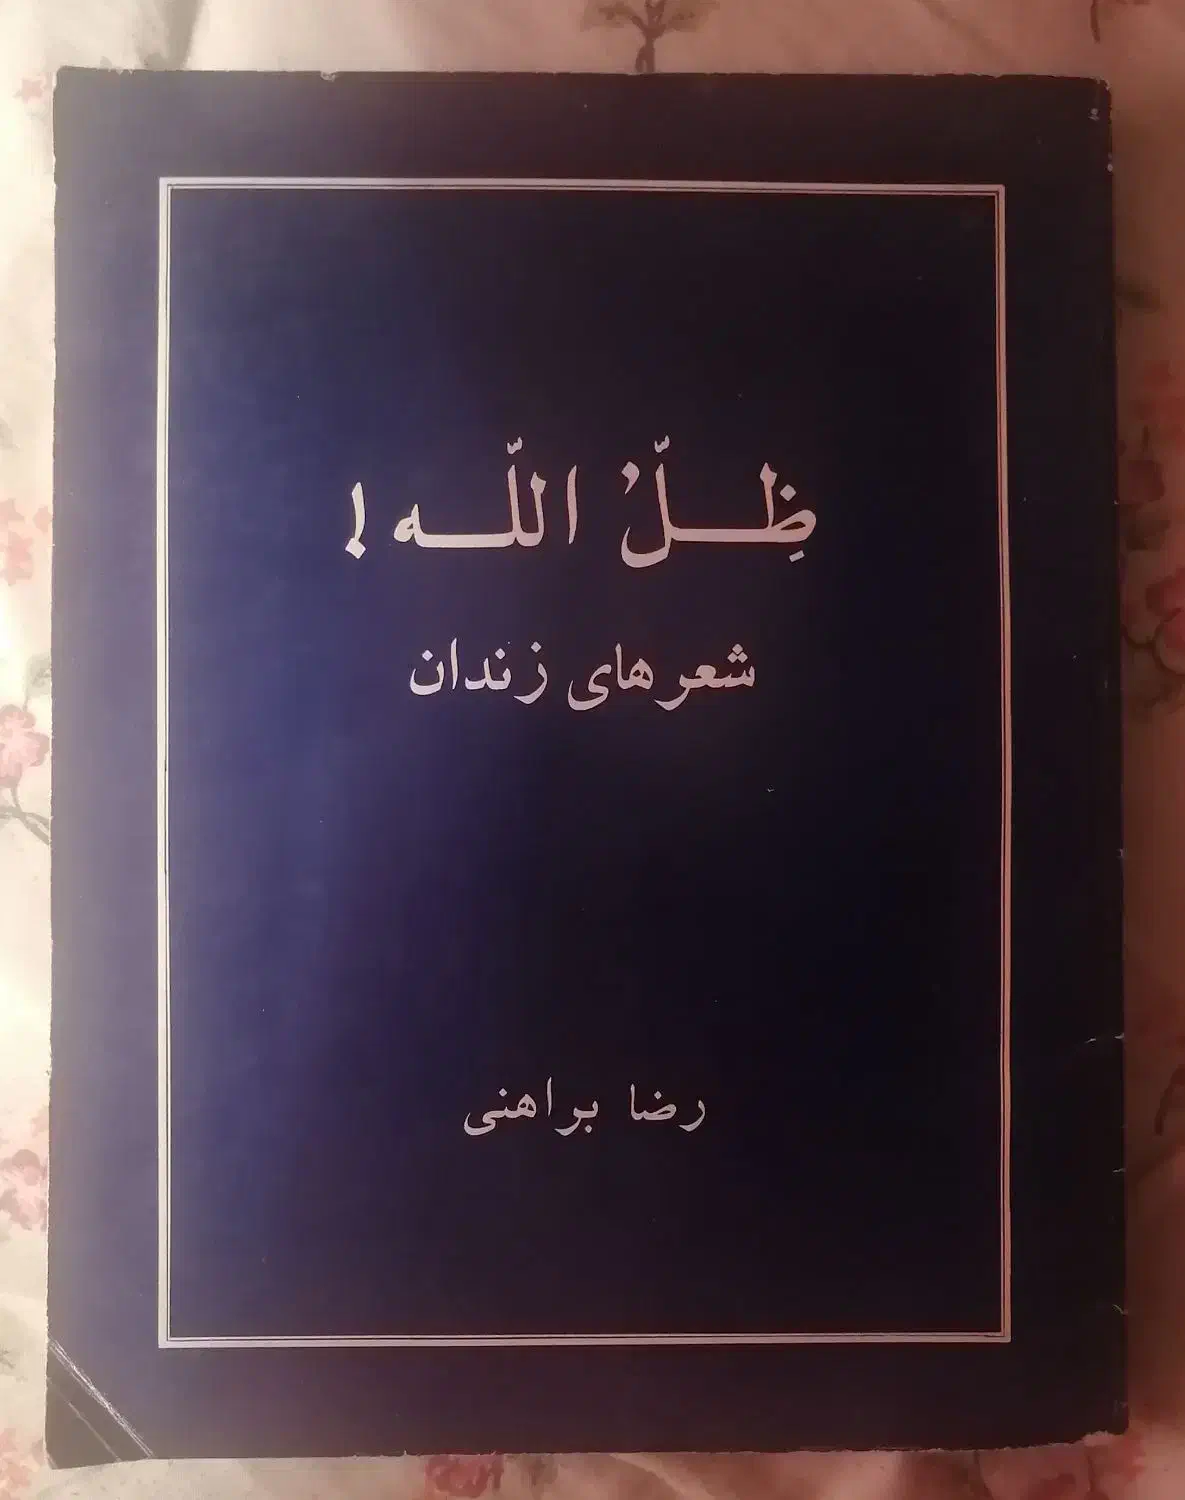 ظِلّ’ اللّه !
شعرهای زندان
رضا براهنی